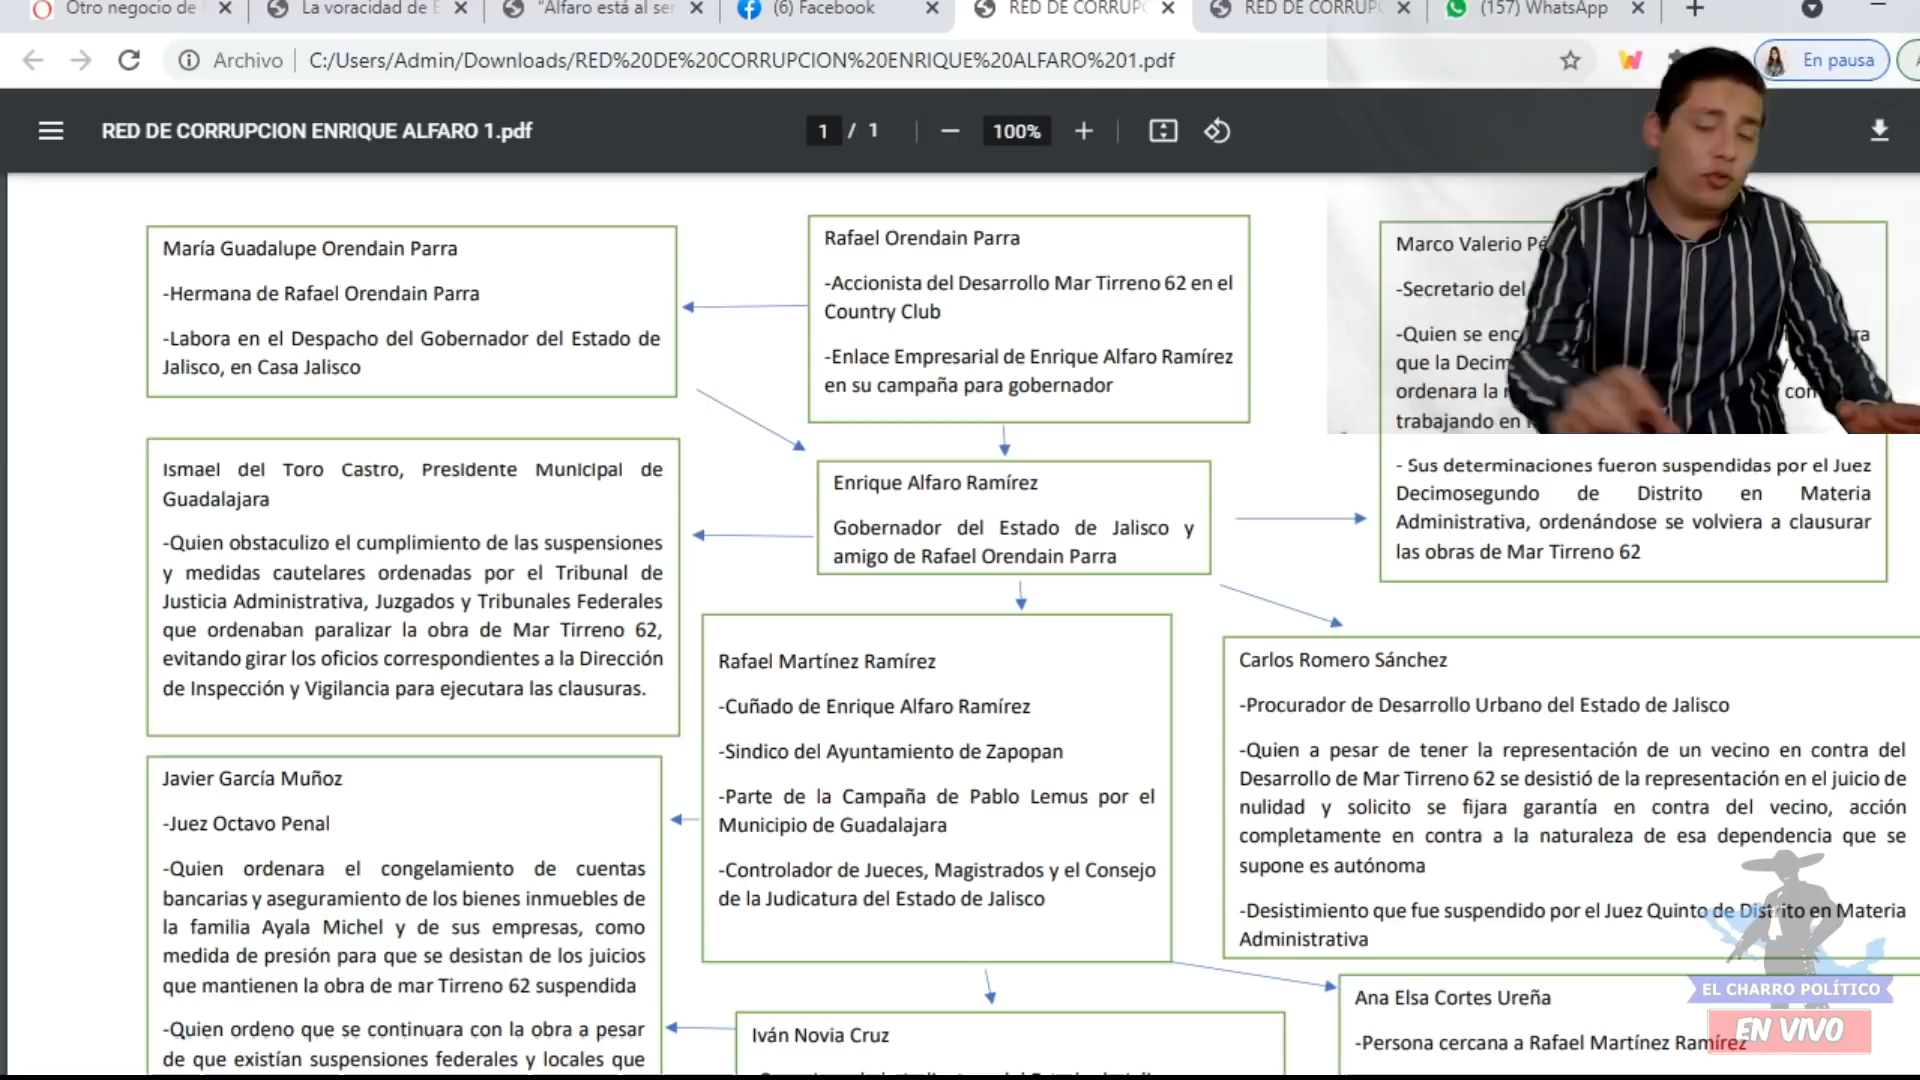 Otro negocio de
La voracidad de E
"Alfaro está al ser
(6) Facebook
RED DE CORRUPC
RED DE CORRUPC
(157) WhatsApp
Archivo
C:/Users/Admin/Downloads/RED%20DE%20CORRUPCION%20ENRIQUE%20ALFARO%201.pdf
En pausa
RED DE CORRUPCION ENRIQUE ALFARO 1.pdf
1 / 1
100%
María Guadalupe Orendain Parra
-Hermana de Rafael Orendain Parra
-Labora en el Despacho del Gobernador del Estado de
Jalisco, en Casa Jalisco
Rafael Orendain Parra
-Accionista del Desarrollo Mar Tirreno 62 en el
Country Club
-Enlace Empresarial de Enrique Alfaro Ramírez
en su campaña para gobernador
Marco Valerio Pé
-Secretario del
-Quien se enc
ra
que la Decim
ordenara la
con
trabajando en
- Sus determinaciones fueron suspendidas por el Juez
Decimosegundo de Distrito en Materia
Administrativa, ordenándose se volviera a clausurar
las obras de Mar Tirreno 62
Ismael del Toro Castro, Presidente Municipal de
Guadalajara
-Quien obstaculizo el cumplimiento de las suspensiones
y medidas cautelares ordenadas por el Tribunal de
Justicia Administrativa, Juzgados y Tribunales Federales
que ordenaban paralizar la obra de Mar Tirreno 62,
evitando girar los oficios correspondientes a la Dirección
de Inspección y Vigilancia para ejecutara las clausuras.
Enrique Alfaro Ramírez
Gobernador del Estado de Jalisco y
amigo de Rafael Orendain Parra
Rafael Martínez Ramírez
-Cuñado de Enrique Alfaro Ramírez
-Sindico del Ayuntamiento de Zapopan
-Parte de la Campaña de Pablo Lemus por el
Municipio de Guadalajara
-Controlador de Jueces, Magistrados y el Consejo
de la Judicatura del Estado de Jalisco
Carlos Romero Sánchez
-Procurador de Desarrollo Urbano del Estado de Jalisco
-Quien a pesar de tener la representación de un vecino en contra del
Desarrollo de Mar Tirreno 62 se desistió de la representación en el juicio de
nulidad y solicito se fijara garantía en contra del vecino, acción
completamente en contra a la naturaleza de esa dependencia que se
supone es autónoma
-Desistimiento que fue suspendido por el Juez Quinto de Distrito en Materia
Administrativa
Javier García Muñoz
-Juez Octavo Penal
-Quien ordenara el congelamiento de cuentas
bancarias y aseguramiento de los bienes inmuebles de
la familia Ayala Michel y de sus empresas, como
medida de presión para que se desistan de los juicios
que mantienen la obra de mar Tirreno 62 suspendida
-Quien ordeno que se continuara con la obra a pesar
de que existían suspensiones federales y locales que
Iván Novia Cruz
Ana Elsa Cortes Ureña
-Persona cercana a Rafael Martínez Ramírez
EL CHARRO POLÍTICO
EN VIVO